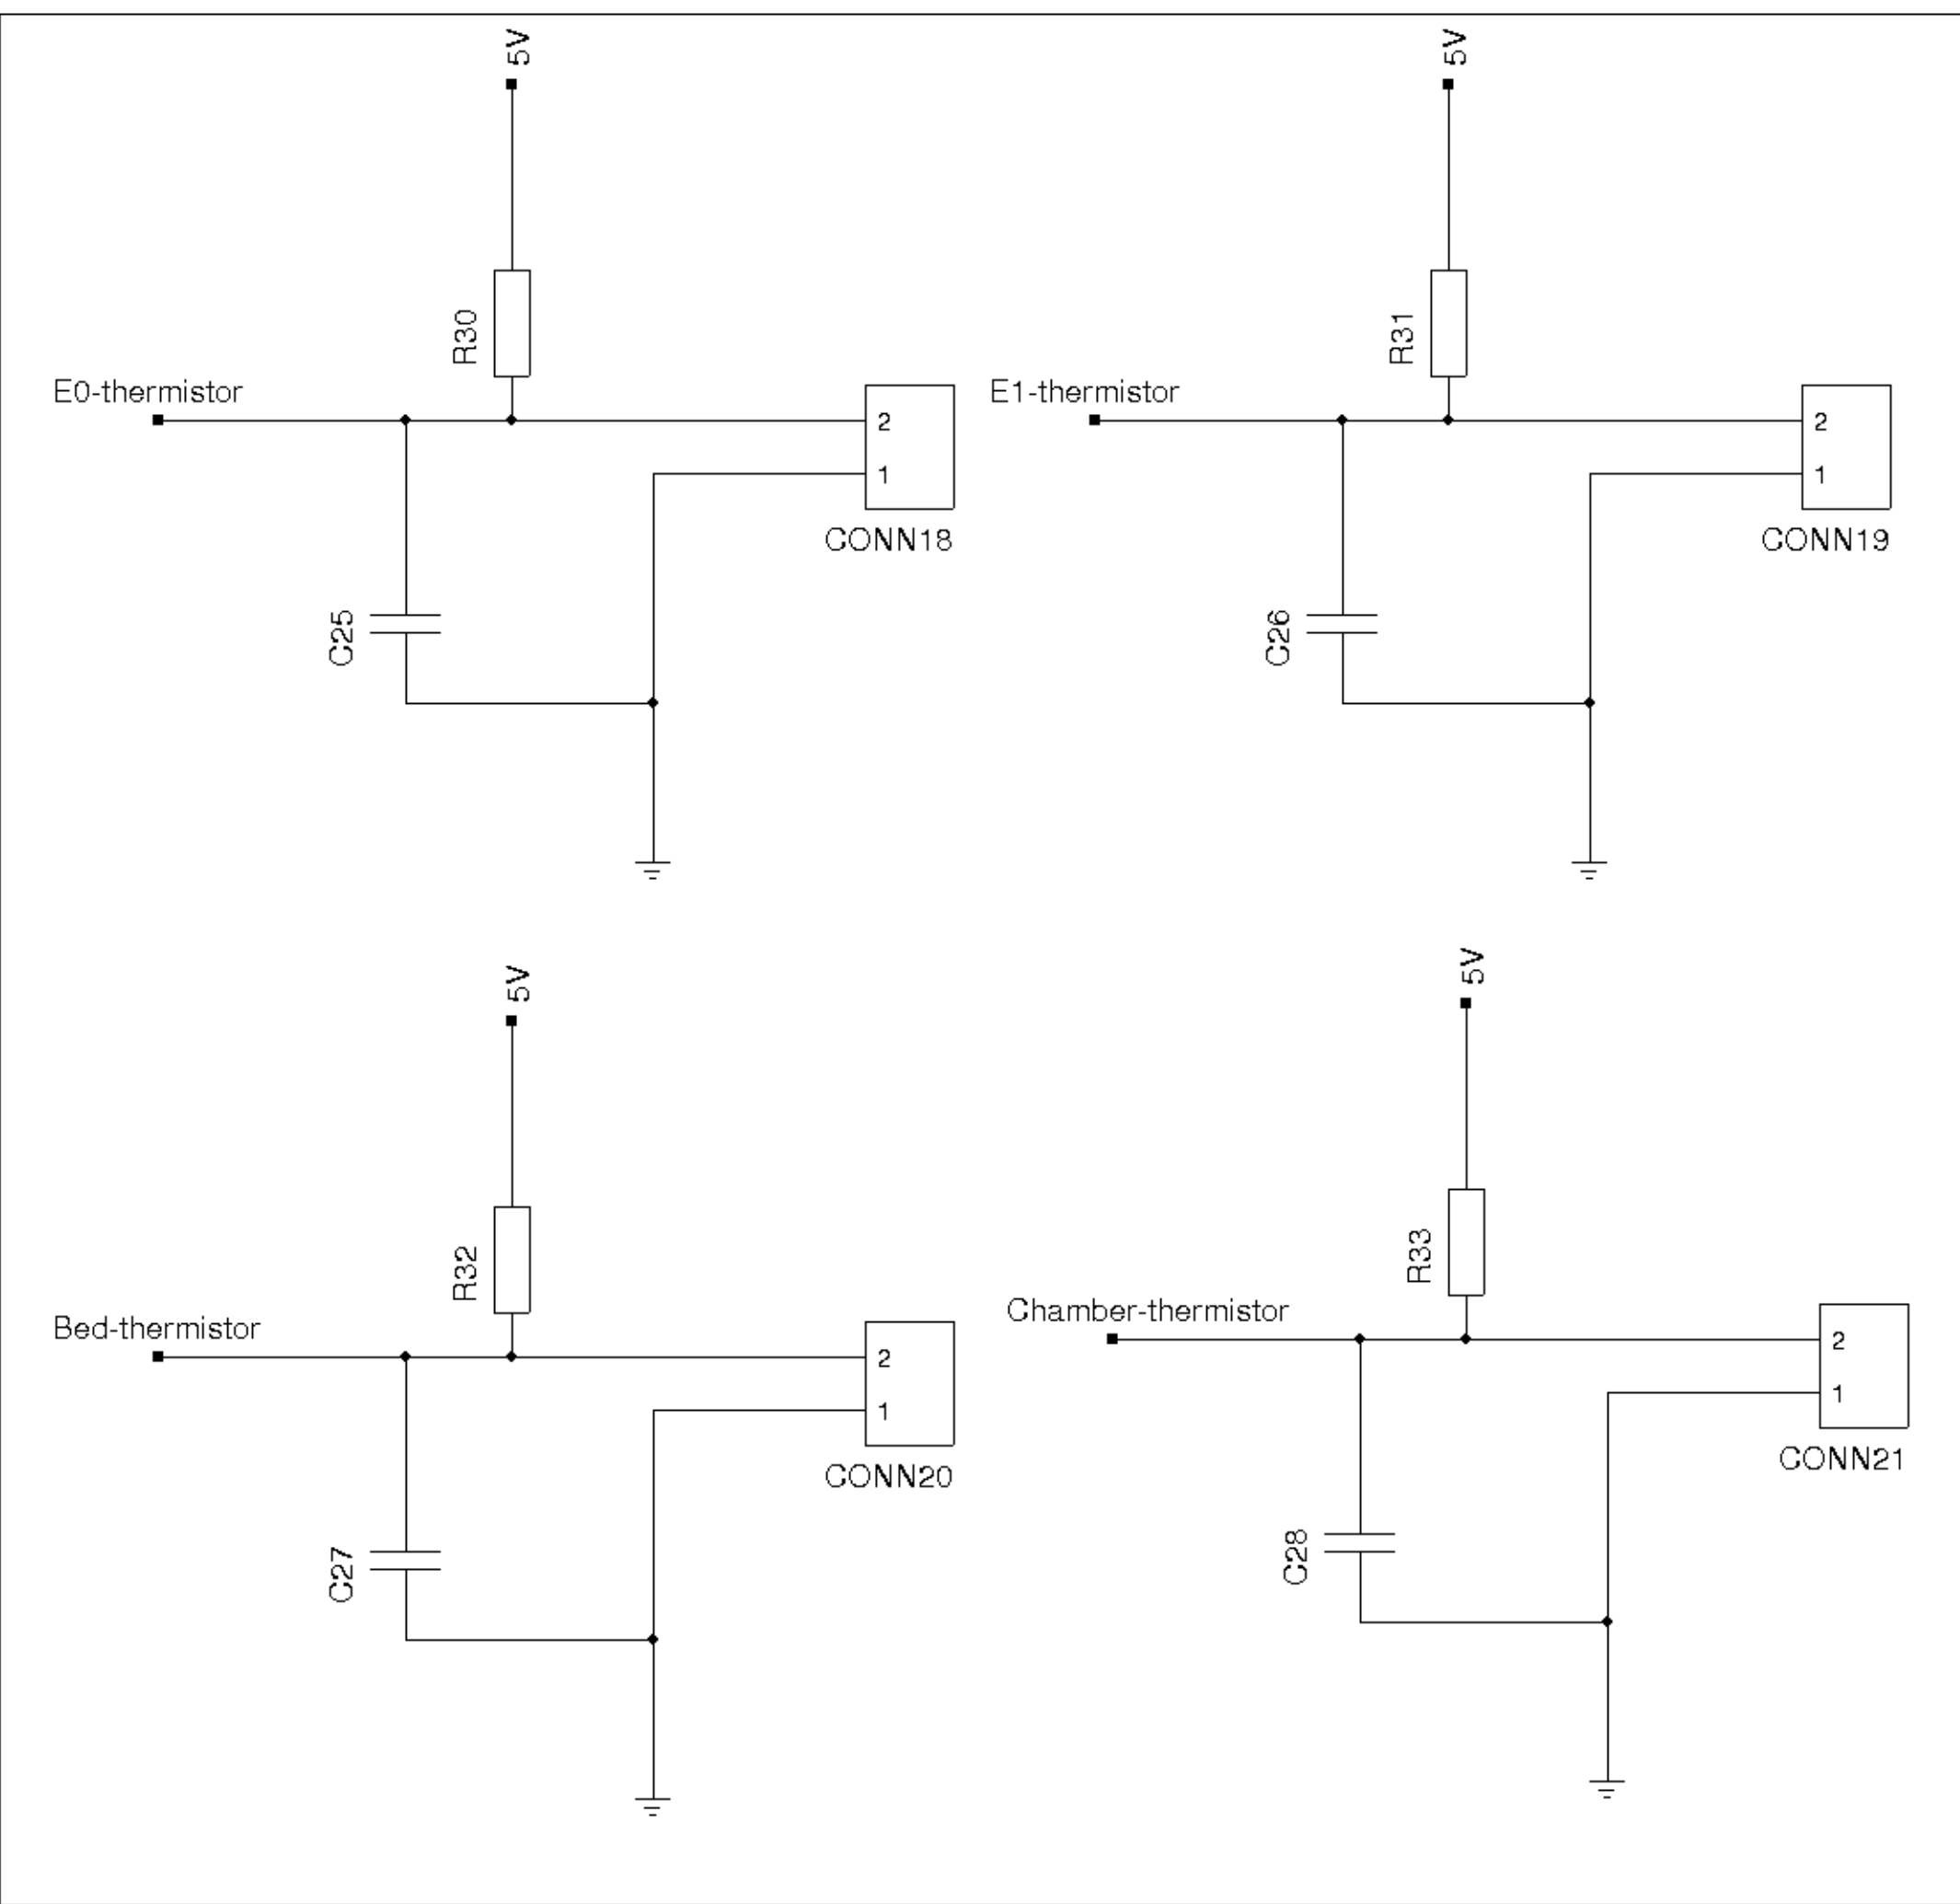 5V
R30
E0-thermistor
2
1
CONN18
C25
5V
R31
E1-thermistor
2
1
CONN19
C26
5V
R32
Bed-thermistor
2
1
CONN20
C27
5V
R33
Chamber-thermistor
2
1
CONN21
C28